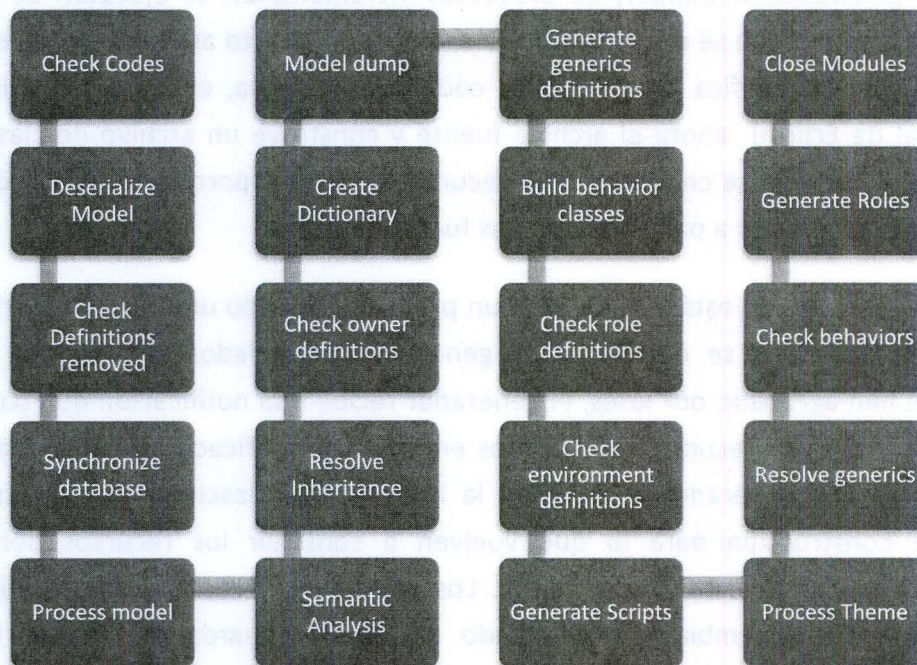 Check Codes
Deserialize
Model
Check
Definitions
removed
Synchronize
database
Process model
Semantic
Analysis
Resolve
Inheritance
Check owner
definitions
Create
Dictionary
Model dump
Generate
generics
definitions
Build behavior
classes
Check role
definitions
Check
environment
definitions
Generate Scripts
Process Theme
Resolve generics
Check behaviors
Generate Roles
Close Modules